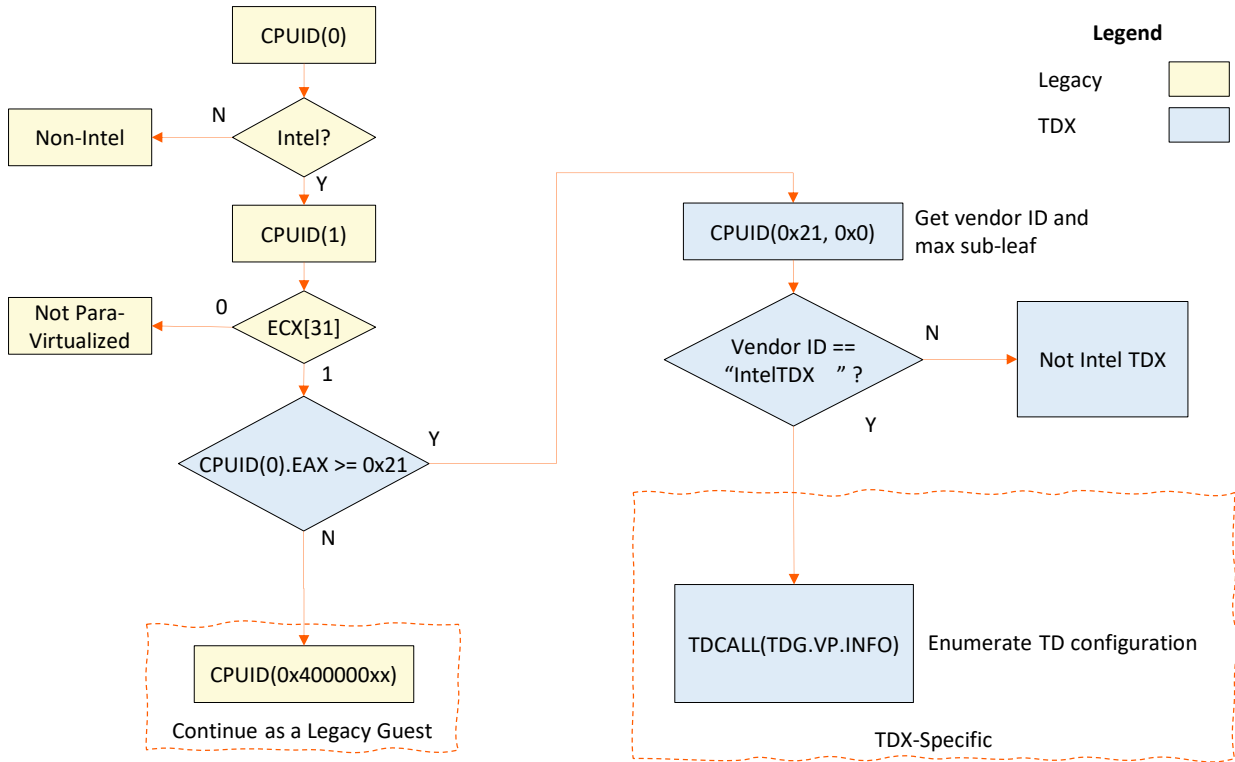 CPUID(0)
Legend
Legacy
TDX
N
Non-Intel
Intel?
Y
CPUID(1)
CPUID(0x21, 0x0)
Get vendor ID and
max sub-leaf
0
Not Para-
Virtualized
ECX[31]
1
Vendor ID ==
“IntelTDX    ” ?
N
Not Intel TDX
Y
CPUID(0).EAX >= 0x21
Y
N
TDCALL(TDG.VP.INFO)
Enumerate TD configuration
CPUID(0x400000xx)
Continue as a Legacy Guest
TDX-Specific